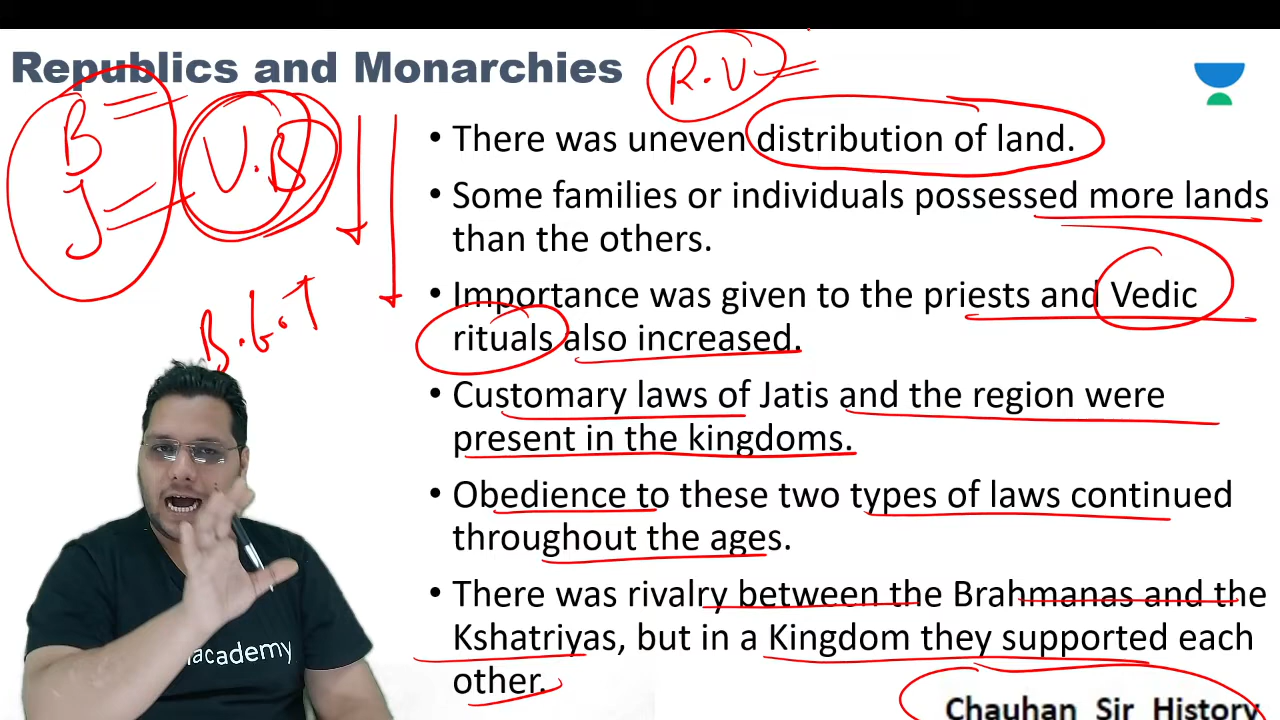 Republics and Monarchies
R.V
B
J
V.B
B.G.T
• There was uneven distribution of land.
• Some families or individuals possessed more lands
than the others.
• Importance was given to the priests and Vedic
rituals also increased.
• Customary laws of Jatis and the region were
present in the kingdoms.
• Obedience to these two types of laws continued
throughout the ages.
• There was rivalry between the Brahmanas and the
Kshatriyas, but in a Kingdom they supported each
other.
nacademy
Chauhan Sir History